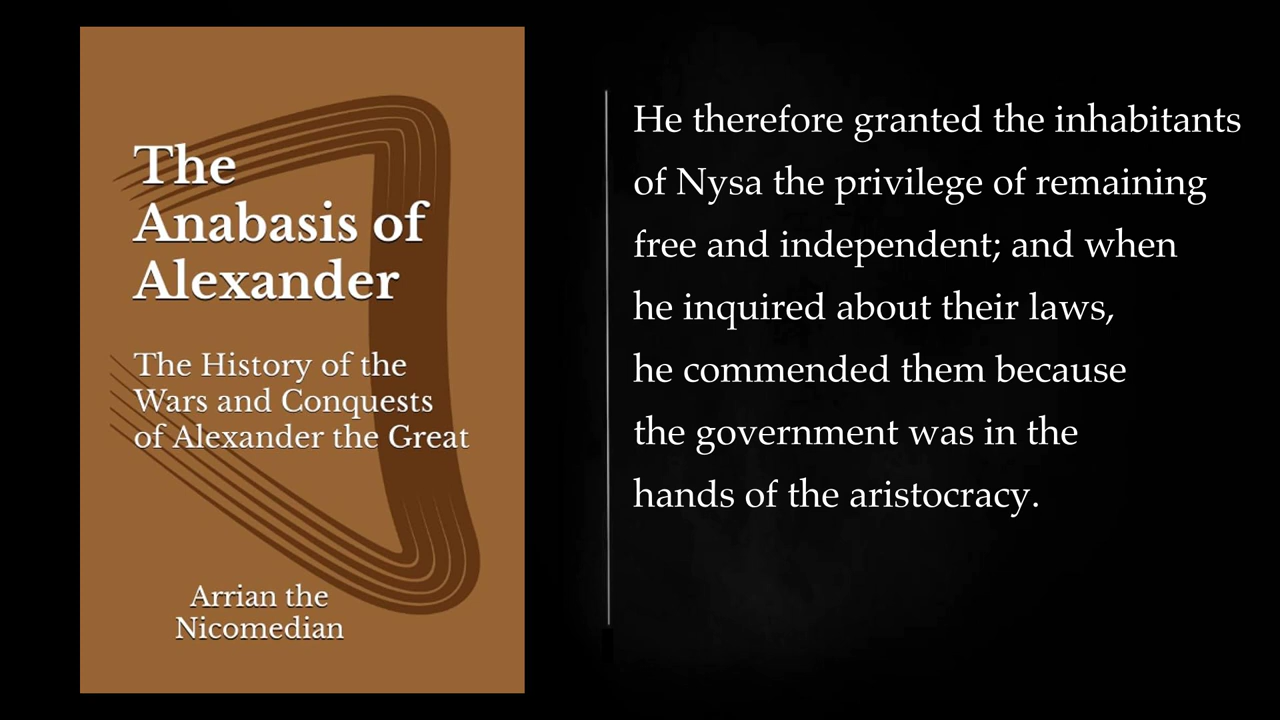 The
Anabasis of
Alexander
The History of the
Wars and Conquests
of Alexander the Great
Arrian the
Nicomedian
He therefore granted the inhabitants
of Nysa the privilege of remaining
free and independent; and when
he inquired about their laws,
he commended them because
the government was in the
hands of the aristocracy.